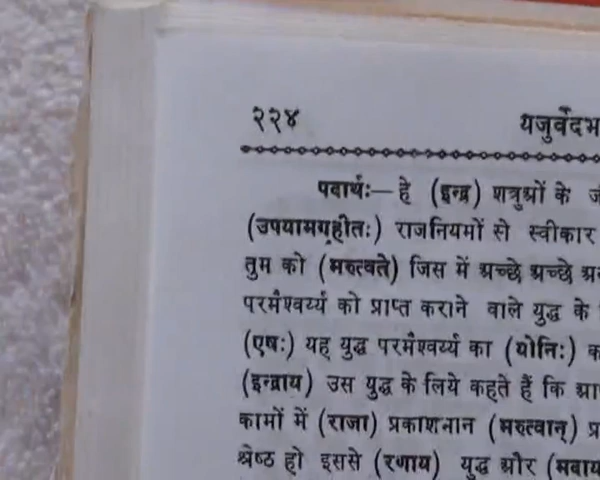 २२४ यजुर्वेदभ
पदार्थः— हे (इन्द्र) शत्रुओं के
(उपयामगृहीतः) राजनियमों से स्वीकार
तुम को (मरुत्वते) जिस में अच्छे अच्छे
परमैश्वर्य्य को प्राप्त कराने वाले युद्ध के
(एषः) यह युद्ध परमैश्वर्य्य का (योनिः)
(इन्द्राय) उस युद्ध के लिये कहते हैं कि
कामों में (राजा) प्रकाशमान (मरुत्वान्)
श्रेष्ठ हो इससे (रणाय) युद्ध और (मदाय